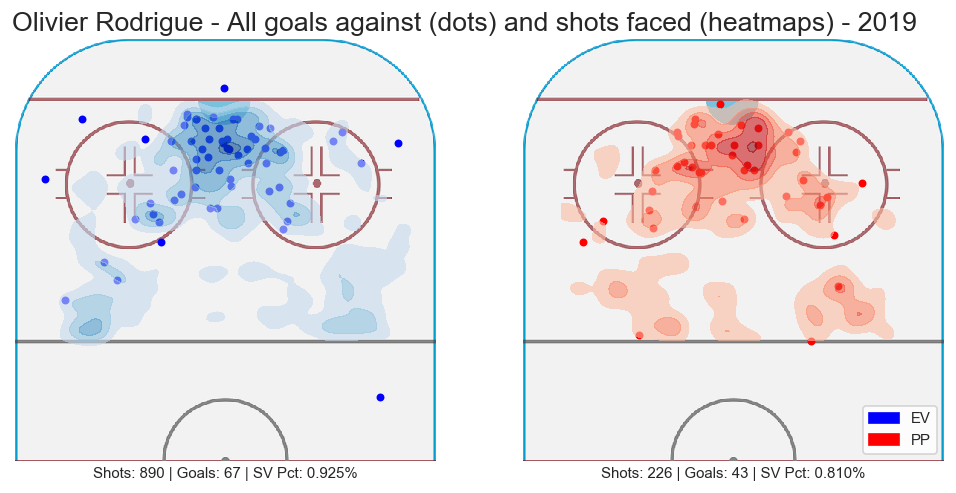 Olivier Rodrigue - All goals against (dots) and shots faced (heatmaps) - 2019
EV
PP
Shots: 890 | Goals: 67 | SV Pct: 0.925%
Shots: 226 | Goals: 43 | SV Pct: 0.810%